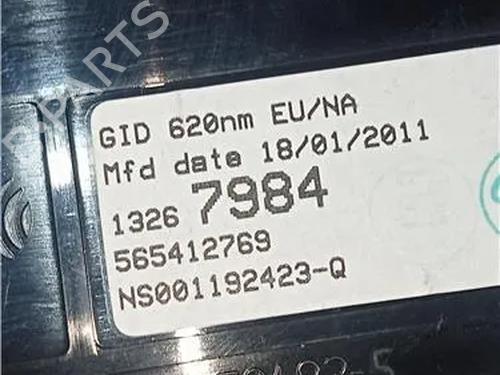 GID 620nm EU/NA
Mfd date 18/01/2011
1326 7984
565412769
NS001192423-Q